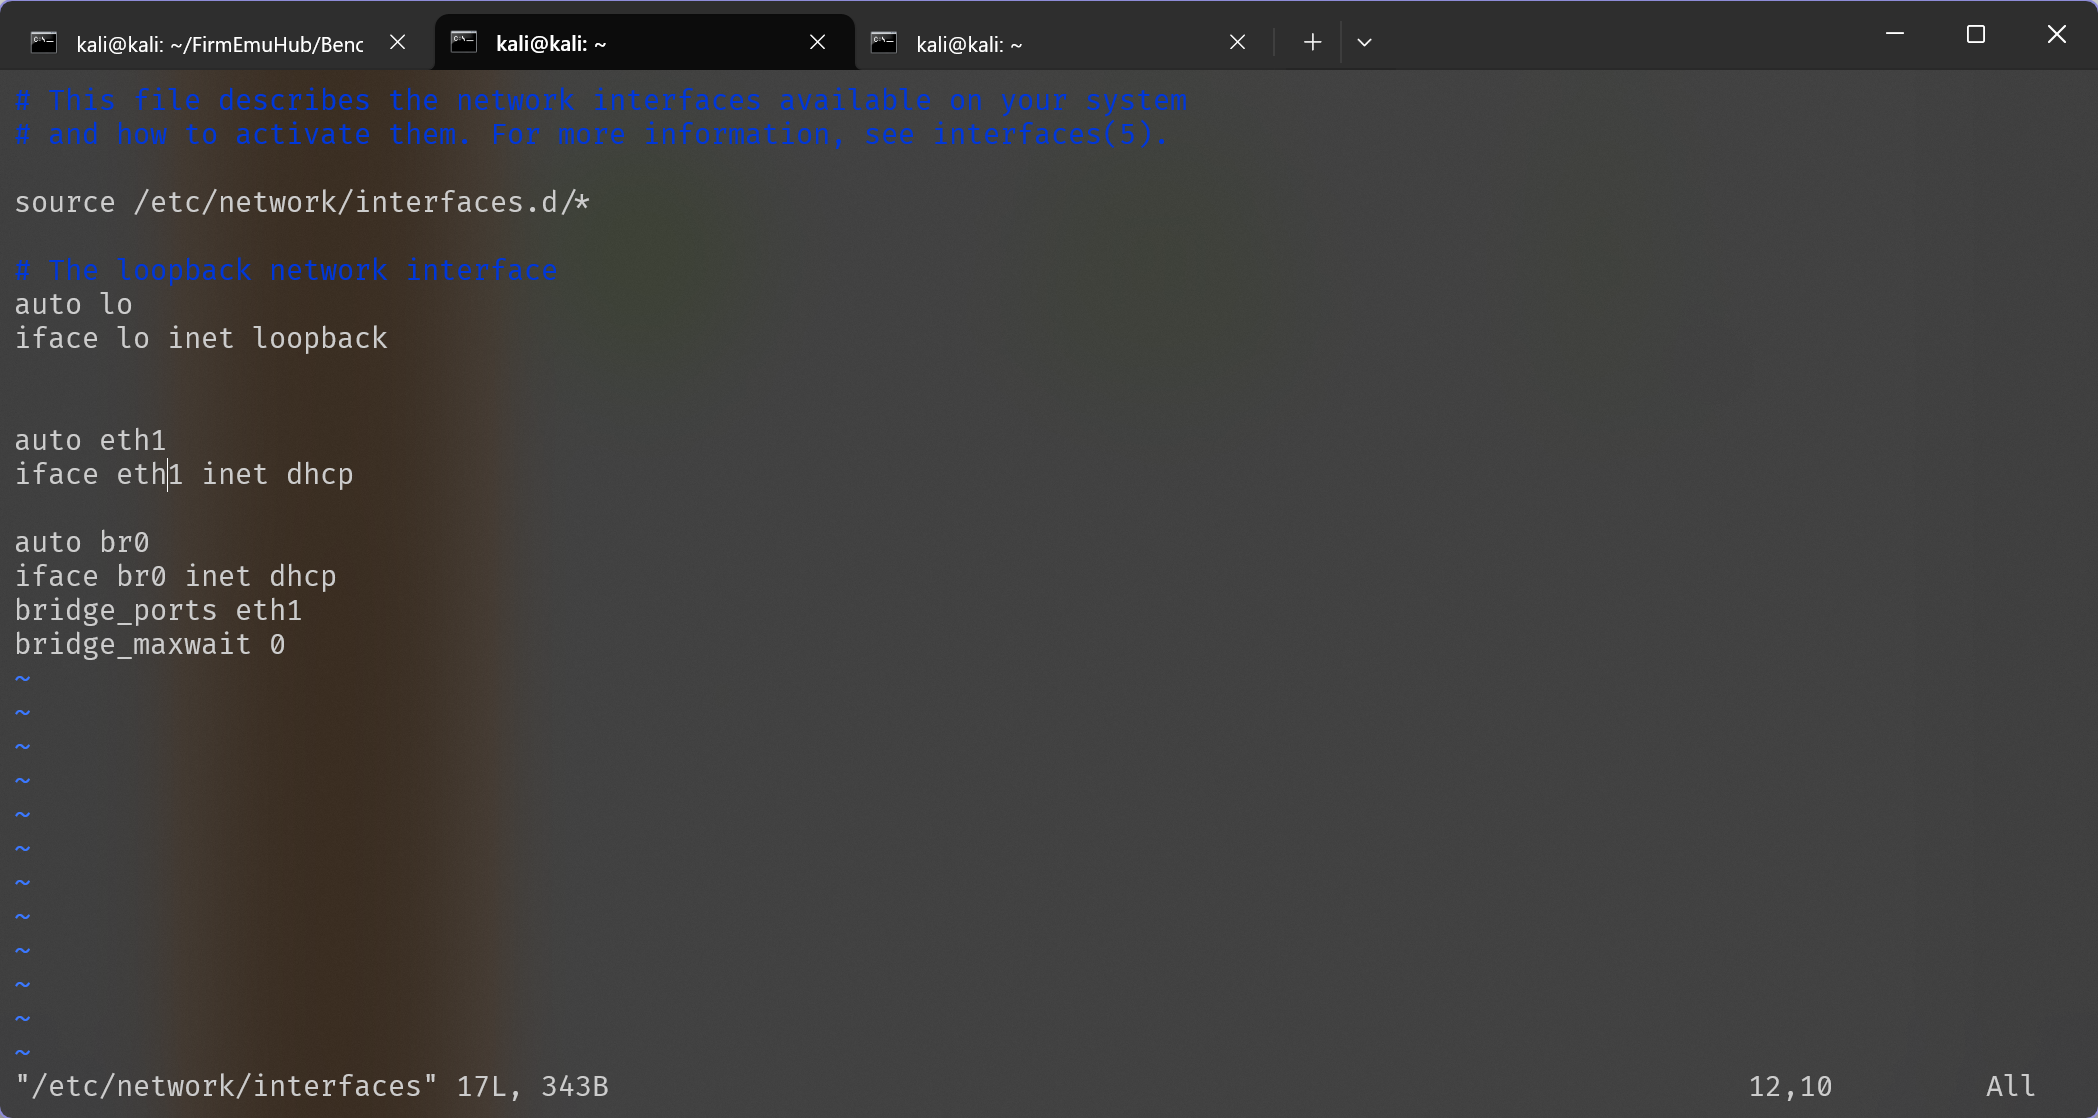 kali@kali: ~/FirmEmuHub/Benc
kali@kali: ~
kali@kali: ~
# This file describes the network interfaces available on your system
# and how to activate them. For more information, see interfaces(5).
source /etc/network/interfaces.d/*
# The loopback network interface
auto lo
iface lo inet loopback
auto eth1
iface eth1 inet dhcp
auto br0
iface br0 inet dhcp
bridge_ports eth1
bridge_maxwait 0
~
~
~
~
~
~
~
~
~
~
~
~
"/etc/network/interfaces" 17L, 343B 12,10 All